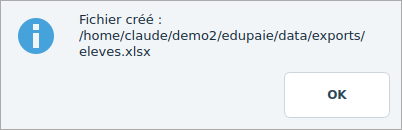 Fichier créé :
/home/claude/demo2/edupaie/data/exports/
eleves.xlsx
OK